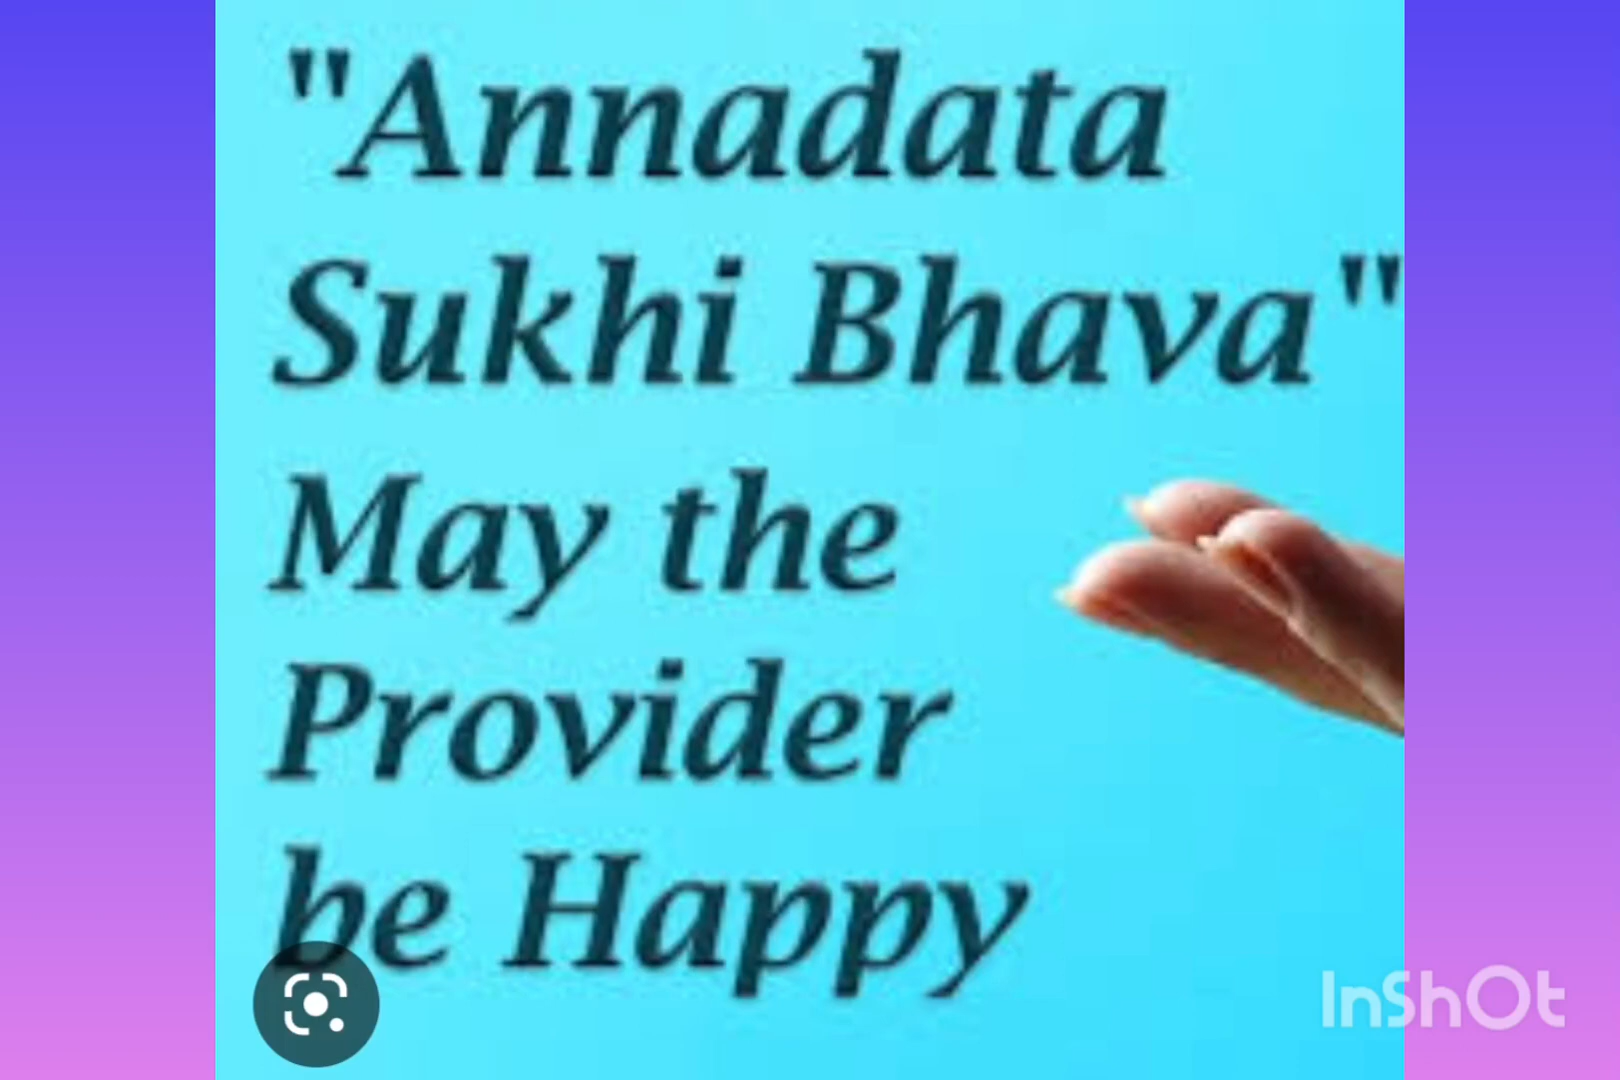 "Annadata
Sukhi Bhava"
May the
Provider
be Happy
InShOt